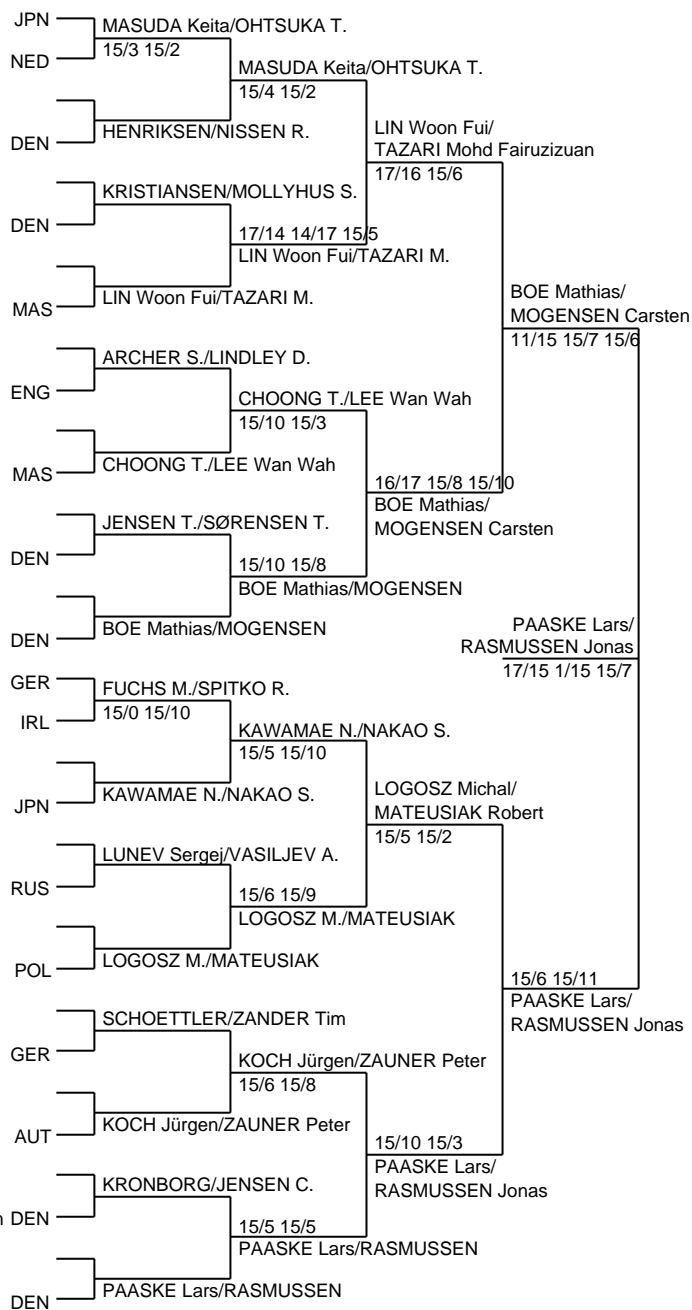 JPN
MASUDA Keita/OHTSUKA T.
15/3 15/2
NED
MASUDA Keita/OHTSUKA T.
15/4 15/2
HENRIKSEN/NISSEN R.
DEN
LIN Woon Fui/
TAZARI Mohd Fairuzizuan
17/16 15/6
KRISTIANSEN/MOLLYHUS S.
DEN
17/14 14/17 15/5
LIN Woon Fui/TAZARI M.
LIN Woon Fui/TAZARI M.
MAS
BOE Mathias/
MOGENSEN Carsten
11/15 15/7 15/6
ARCHER S./LINDLEY D.
ENG
CHOONG T./LEE Wan Wah
15/10 15/3
CHOONG T./LEE Wan Wah
MAS
16/17 15/8 15/10
BOE Mathias/
MOGENSEN Carsten
JENSEN T./SØRENSEN T.
DEN
15/10 15/8
BOE Mathias/MOGENSEN
BOE Mathias/MOGENSEN
DEN
PAASKE Lars/
RASMUSSEN Jonas
17/15 1/15 15/7
GER
FUCHS M./SPITKO R.
15/0 15/10
IRL
KAWAMAE N./NAKAO S.
15/5 15/10
KAWAMAE N./NAKAO S.
JPN
LOGOSZ Michal/
MATEUSIAK Robert
15/5 15/2
LUNEV Sergej/VASILJEV A.
RUS
15/6 15/9
LOGOSZ M./MATEUSIAK
LOGOSZ M./MATEUSIAK
POL
15/6 15/11
PAASKE Lars/
RASMUSSEN Jonas
SCHOETTLER/ZANDER Tim
GER
KOCH Jürgen/ZAUNER Peter
15/6 15/8
KOCH Jürgen/ZAUNER Peter
AUT
15/10 15/3
PAASKE Lars/
RASMUSSEN Jonas
KRONBORG/JENSEN C.
DEN
15/5 15/5
PAASKE Lars/RASMUSSEN
PAASKE Lars/RASMUSSEN
DEN